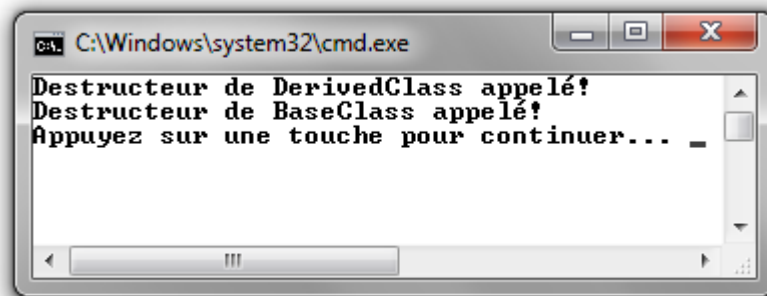 C:\Windows\system32\cmd.exe
Destructeur de DerivedClass appelé!
Destructeur de BaseClass appelé!
Appuyez sur une touche pour continuer... _